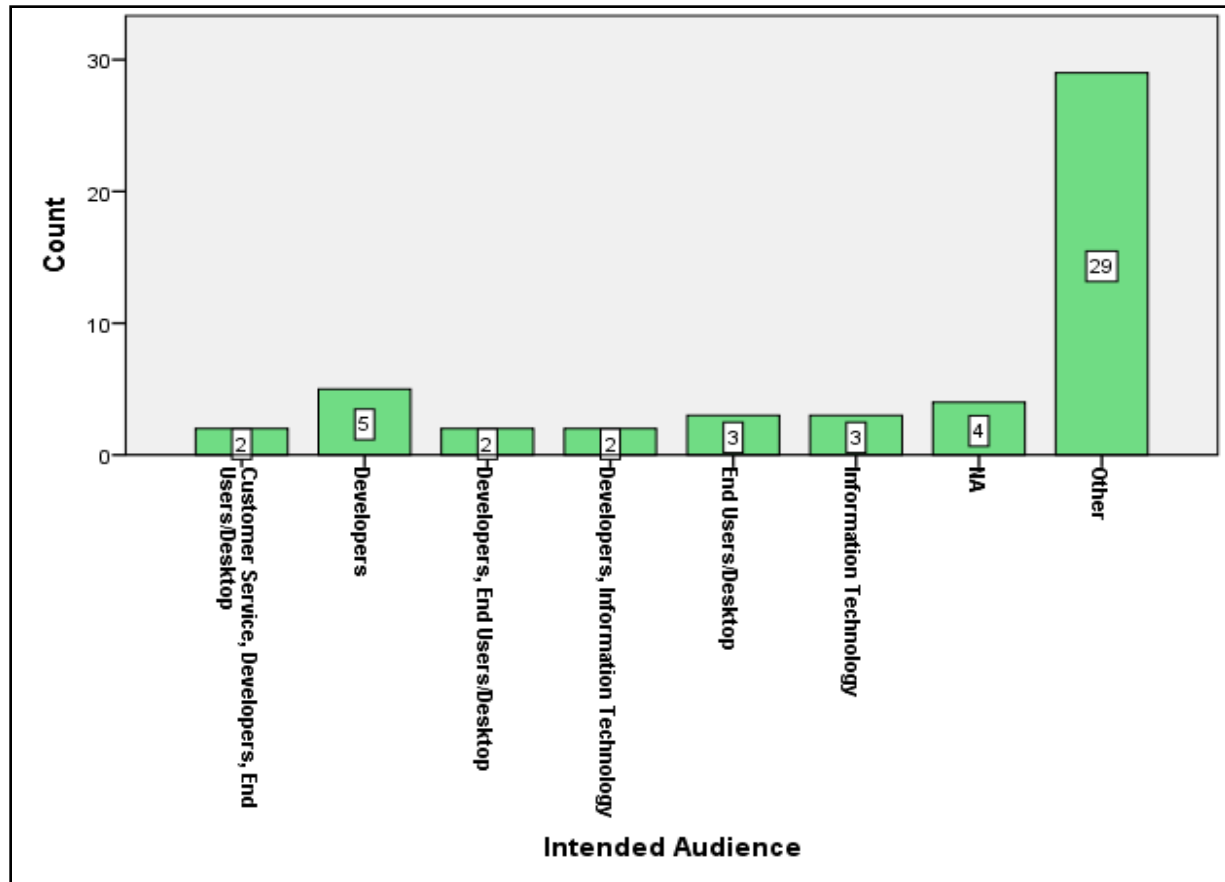 30
20
10
0
Count
2
5
2
2
3
3
4
29
Customer Service, Developers, End
Users/Desktop
Developers
Developers, End Users/Desktop
Developers, Information Technology
End Users/Desktop
Information Technology
NA
Other
Intended Audience